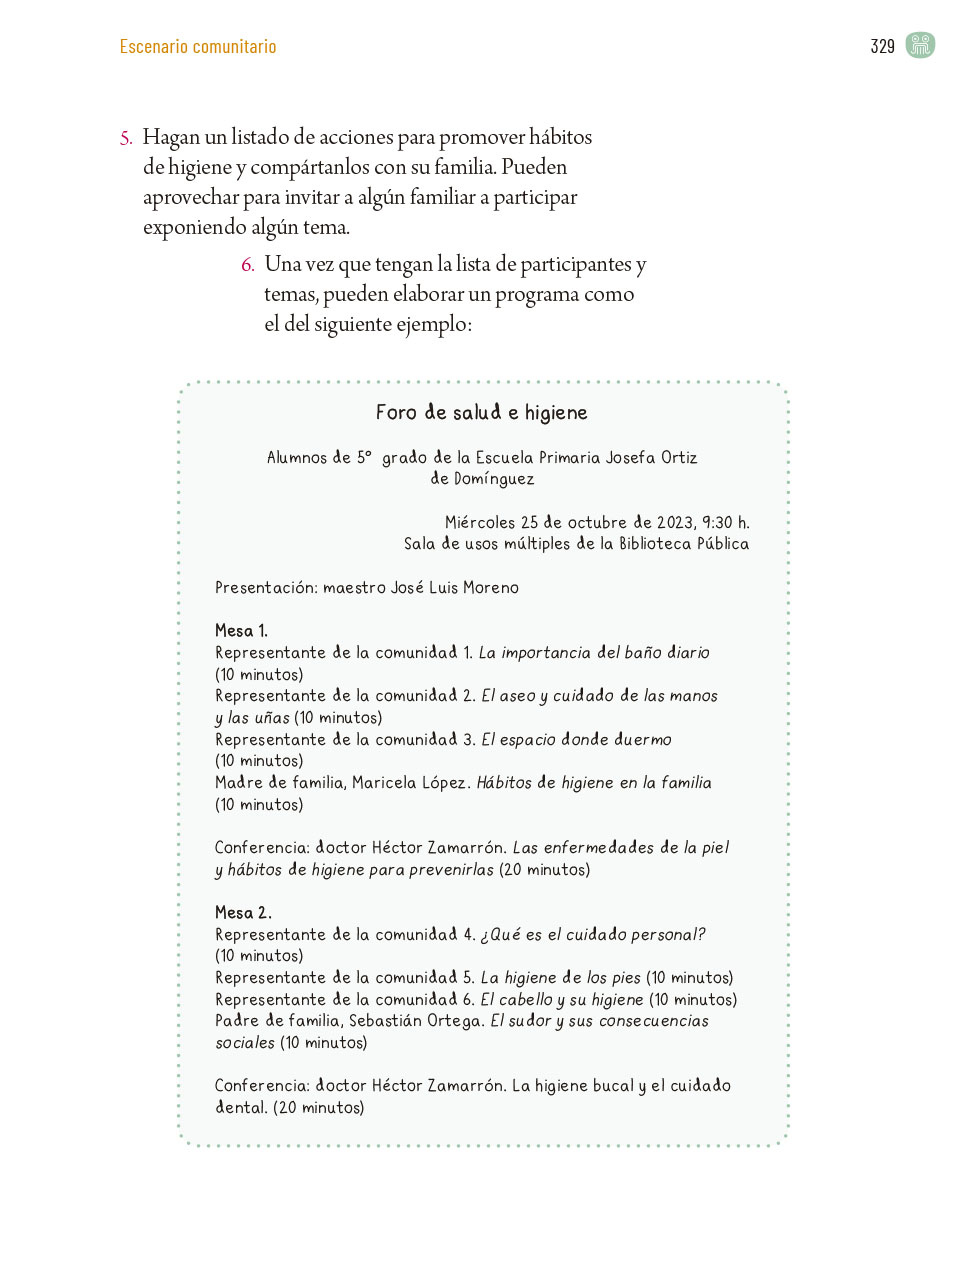 Escenario comunitario
329
5. Hagan un listado de acciones para promover hábitos
de higiene y compártanlos con su familia. Pueden
aprovechar para invitar a algún familiar a participar
exponiendo algún tema.
6. Una vez que tengan la lista de participantes y
temas, pueden elaborar un programa como
el del siguiente ejemplo:
Foro de salud e higiene
Alumnos de 5° grado de la Escuela Primaria Josefa Ortiz
de Domínguez
Miércoles 25 de octubre de 2023, 9:30 h.
Sala de usos múltiples de la Biblioteca Pública
Presentación: maestro José Luis Moreno
Mesa 1.
Representante de la comunidad 1. La importancia del baño diario
(10 minutos)
Representante de la comunidad 2. El aseo y cuidado de las manos
y las uñas (10 minutos)
Representante de la comunidad 3. El espacio donde duermo
(10 minutos)
Madre de familia, Maricela López. Hábitos de higiene en la familia
(10 minutos)
Conferencia: doctor Héctor Zamarrón. Las enfermedades de la piel
y hábitos de higiene para prevenirlas (20 minutos)
Mesa 2.
Representante de la comunidad 4. ¿Qué es el cuidado personal?
(10 minutos)
Representante de la comunidad 5. La higiene de los pies (10 minutos)
Representante de la comunidad 6. El cabello y su higiene (10 minutos)
Padre de familia, Sebastián Ortega. El sudor y sus consecuencias
sociales (10 minutos)
Conferencia: doctor Héctor Zamarrón. La higiene bucal y el cuidado
dental. (20 minutos)